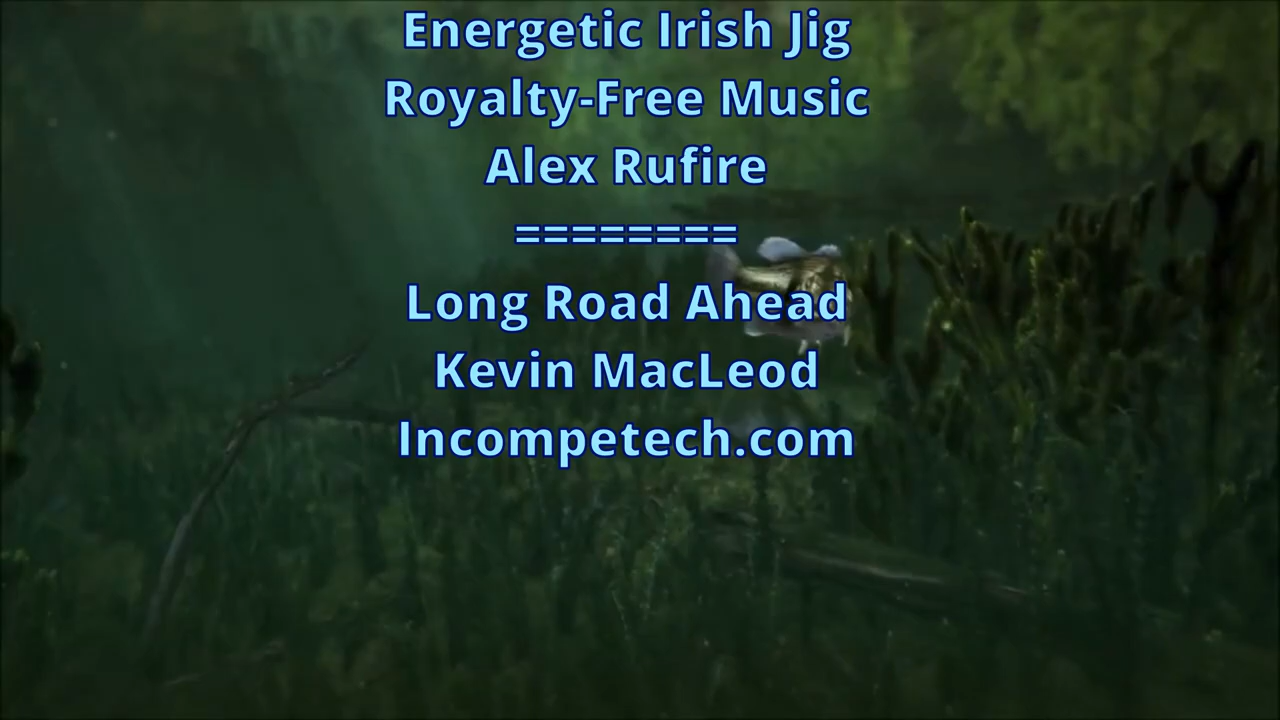 Energetic Irish Jig
Royalty-Free Music
Alex Rufire
========
Long Road Ahead
Kevin MacLeod
Incompetech.com